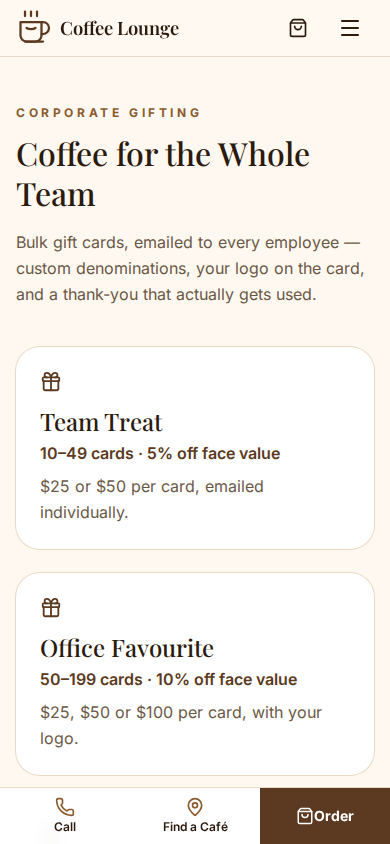 Coffee Lounge
CORPORATE GIFTING
Coffee for the Whole
Team
Bulk gift cards, emailed to every employee —
custom denominations, your logo on the card,
and a thank-you that actually gets used.
Team Treat
10–49 cards · 5% off face value
$25 or $50 per card, emailed
individually.
Office Favourite
50–199 cards · 10% off face value
$25, $50 or $100 per card, with your
logo.
Call
Find a Café
Order